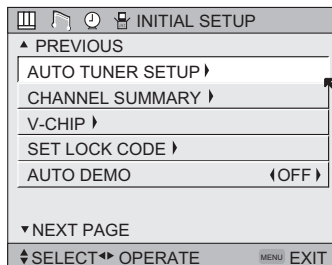 INITIAL SETUP
▲ PREVIOUS
AUTO TUNER SETUP
CHANNEL SUMMARY
V-CHIP
SET LOCK CODE
AUTO DEMO (OFF)
▼NEXT PAGE
SELECT OPERATE MENU EXIT